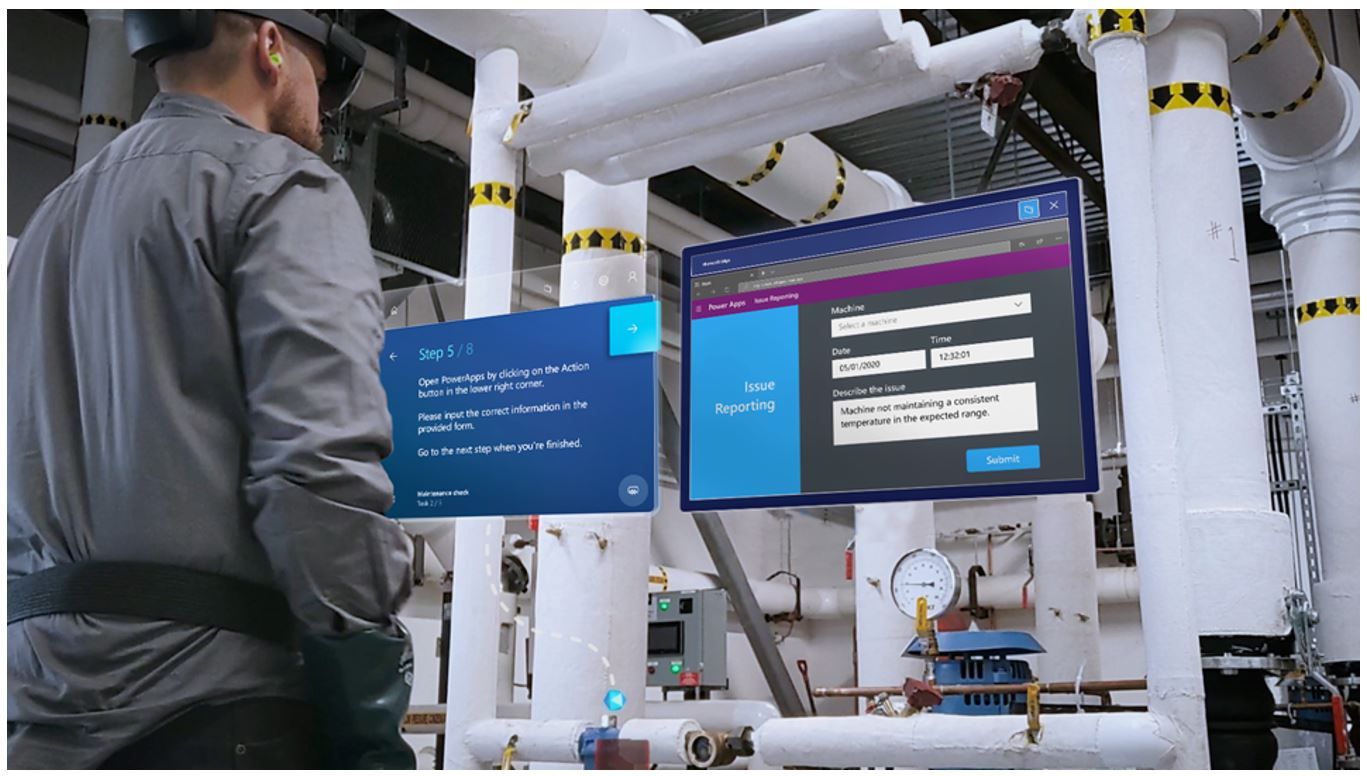 Step 5 / 8
Open PowerApps by clicking on the Action
button in the lower right corner.
Please input the correct information in the
provided form.
Go to the next step when you're finished.
Maintenance check
Microsoft Edge
Power Apps Issue Reporting
Issue
Reporting
Machine
Select a machine
Date
Time
05/01/2020
12:32:01
Describe the issue
Machine not maintaining a consistent
temperature in the expected range.
Submit
#1